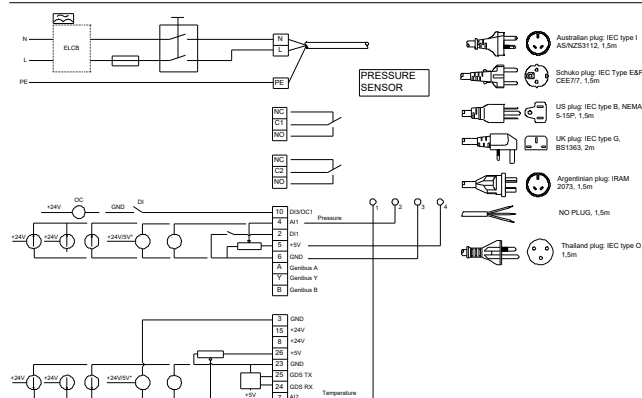 N
L
PE
ELCB
N
L
PE
PRESSURE
SENSOR
NC
C1
NO
NC
C2
NO
+24V
OC
GND
DI
10 DI3/OC1
4 AI1
Pressure
2 DI1
5 +5V
6 GND
A Genibus A
Y Genibus Y
B Genibus B
+24V
+24V
+24V/5V*
1
2
3
4
3 GND
15 +24V
8 +24V
26 +5V
23 GND
25 GDS TX
24 GDS RX
7 AI2
Temperature
+24V
+24V
+24V/5V*
+5V
Australian plug: IEC type I
AS/NZS3112, 1,5m
Schuko plug: IEC Type E&F
CEE7/7, 1,5m
US plug: IEC type B, NEMA
5-15P, 1,5m
UK plug: IEC type G,
BS1363, 2m
Argentinian plug: IRAM
2073, 1,5m
NO PLUG, 1,5m
Thailand plug: IEC type O
1,5m